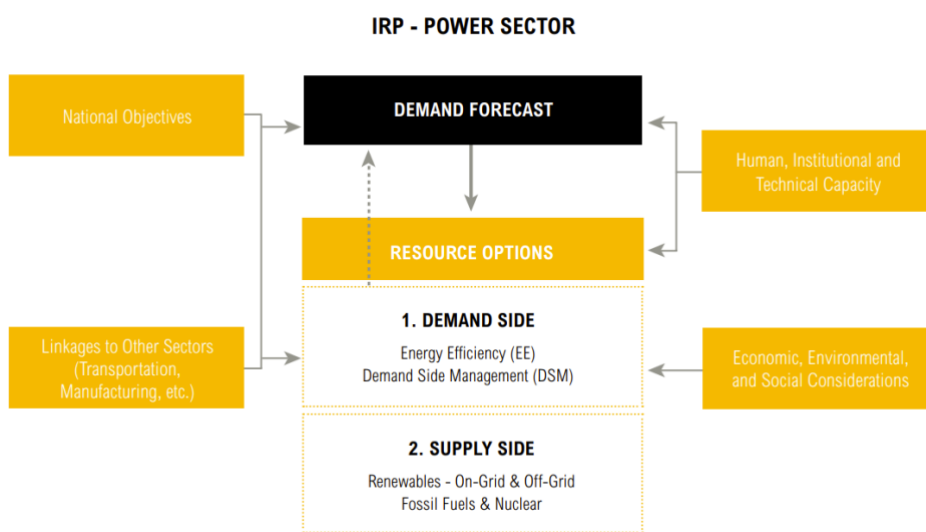 IRP - POWER SECTOR
National Objectives
DEMAND FORECAST
Human, Institutional and
Technical Capacity
RESOURCE OPTIONS
1. DEMAND SIDE
Energy Efficiency (EE)
Demand Side Management (DSM)
Linkages to Other Sectors
(Transportation,
Manufacturing, etc.)
Economic, Environmental,
and Social Considerations
2. SUPPLY SIDE
Renewables - On-Grid & Off-Grid
Fossil Fuels & Nuclear